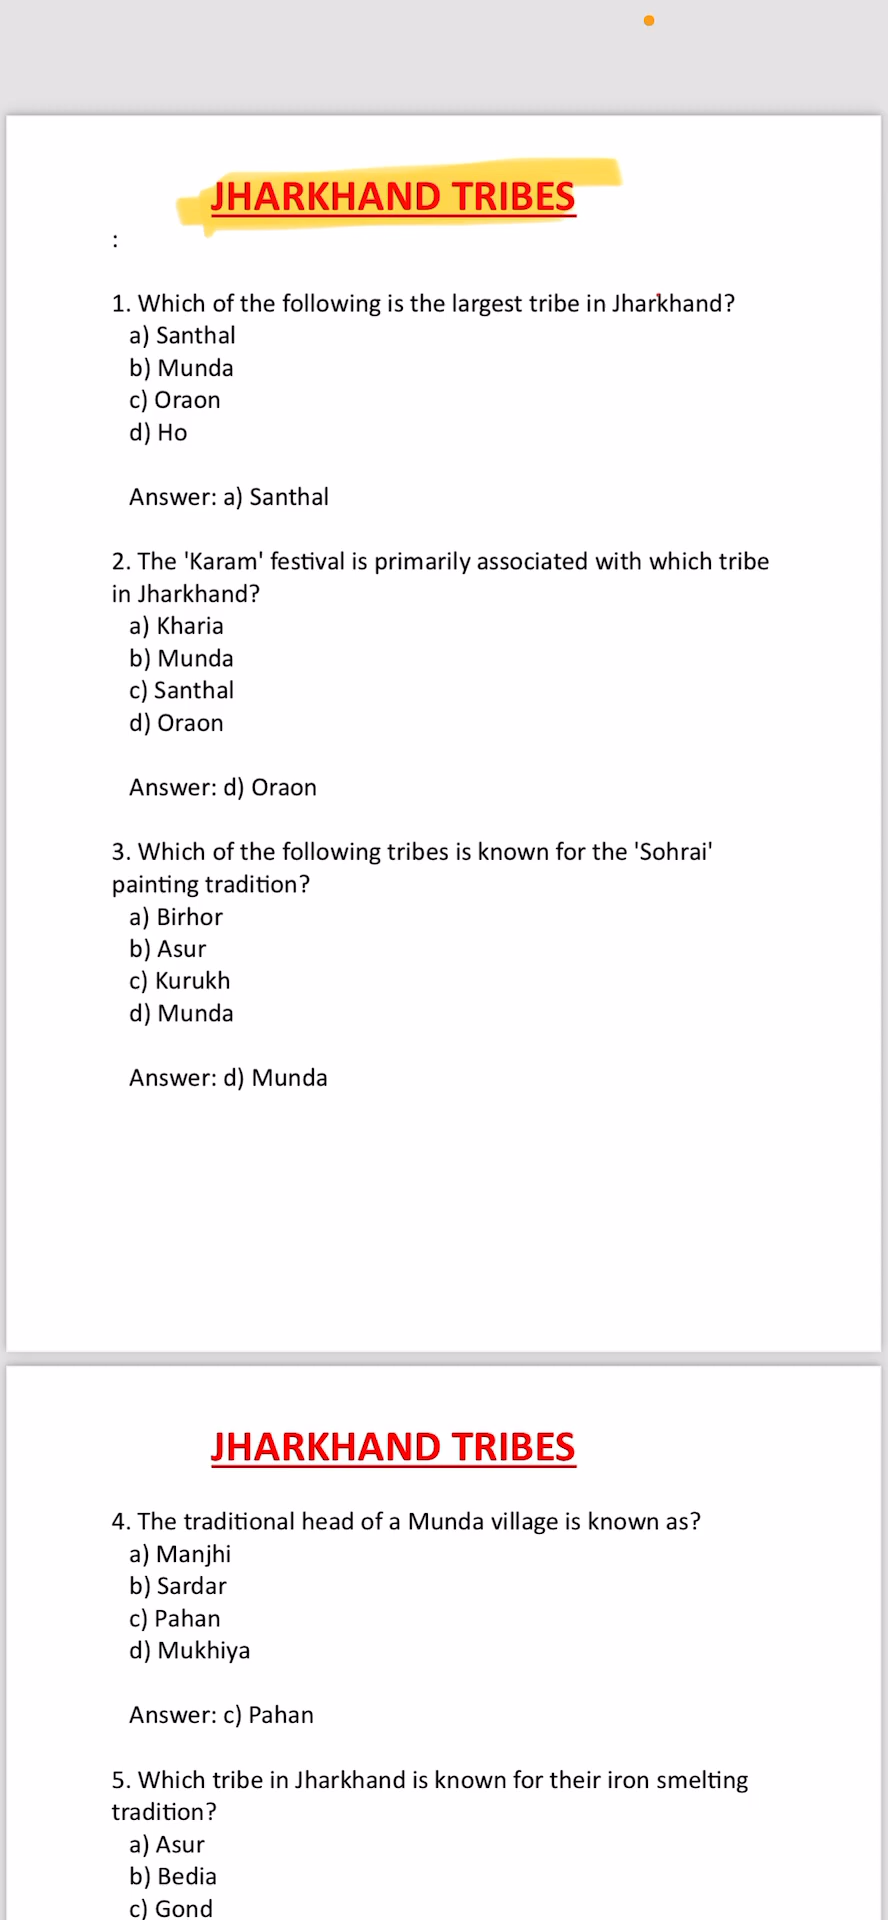 JHARKHAND TRIBES
:
1. Which of the following is the largest tribe in Jharkhand?
a) Santhal
b) Munda
c) Oraon
d) Ho
Answer: a) Santhal
2. The 'Karam' festival is primarily associated with which tribe
in Jharkhand?
a) Kharia
b) Munda
c) Santhal
d) Oraon
Answer: d) Oraon
3. Which of the following tribes is known for the 'Sohrai'
painting tradition?
a) Birhor
b) Asur
c) Kurukh
d) Munda
Answer: d) Munda
JHARKHAND TRIBES
4. The traditional head of a Munda village is known as?
a) Manjhi
b) Sardar
c) Pahan
d) Mukhiya
Answer: c) Pahan
5. Which tribe in Jharkhand is known for their iron smelting
tradition?
a) Asur
b) Bedia
c) Gond